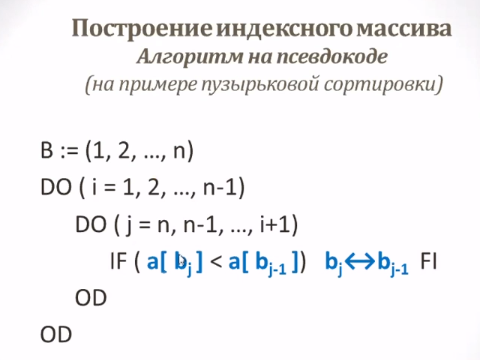 Построение индексного массива
Алгоритм на псевдокоде
(на примере пузырьковой сортировки)
B := (1, 2, …, n)
DO ( i = 1, 2, …, n-1)
DO ( j = n, n-1, …, i+1)
IF ( a[ bj ] < a[ bj-1 ]) bj↔bj-1 FI
OD
OD